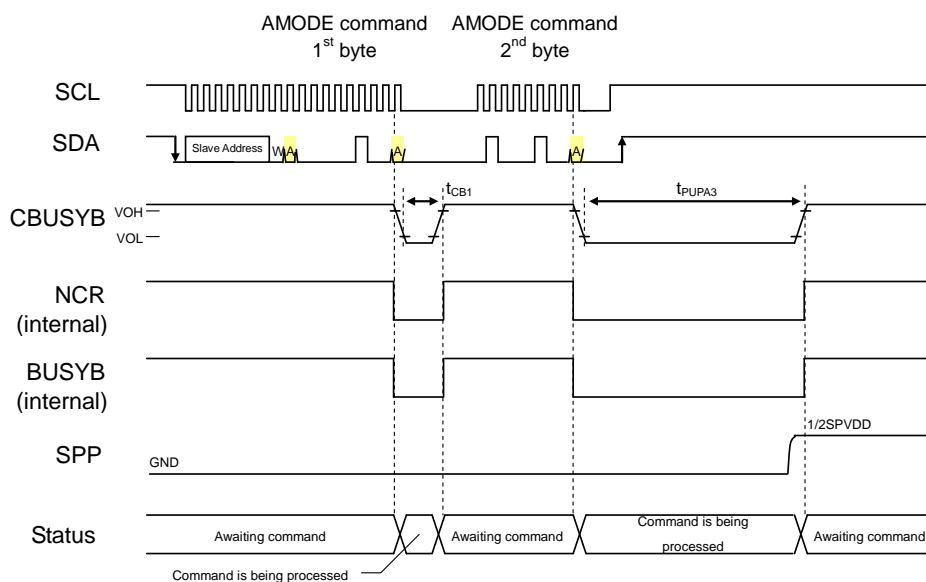 AMODE command
1st byte
AMODE command
2nd byte
SCL
SDA
Slave Address
W
A
A
A
CBUSYB
VOH
VOL
tCB1
tPUPA3
NCR
(internal)
BUSYB
(internal)
SPP
GND
1/2SPVDD
Status
Awaiting command
Awaiting command
Command is being
processed
Awaiting command
Command is being processed